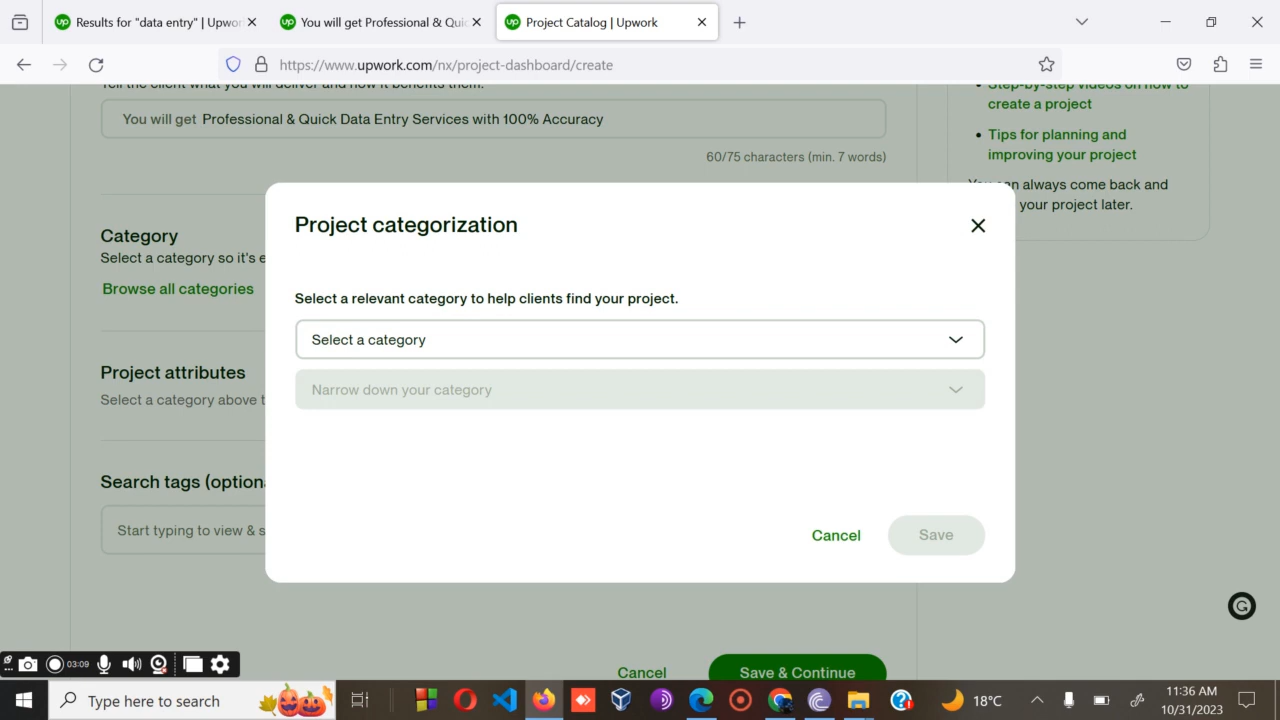 Results for "data entry" | Upwor
You will get Professional & Quic
Project Catalog | Upwork
https://www.upwork.com/nx/project-dashboard/create
Tell the client what you will deliver and how it benefits them.
You will get Professional & Quick Data Entry Services with 100% Accuracy
60/75 characters (min. 7 words)
Step-by-step videos on how to
create a project
Tips for planning and
improving your project
You can always come back and
your project later.
Project categorization
Select a relevant category to help clients find your project.
Select a category
Narrow down your category
Cancel
Save
Category
Select a category so it's e
Browse all categories
Project attributes
Select a category above t
Search tags (optiona
Start typing to view & s
Cancel
Save & Continue
03:09
Type here to search
18°C
11:36 AM
10/31/2023